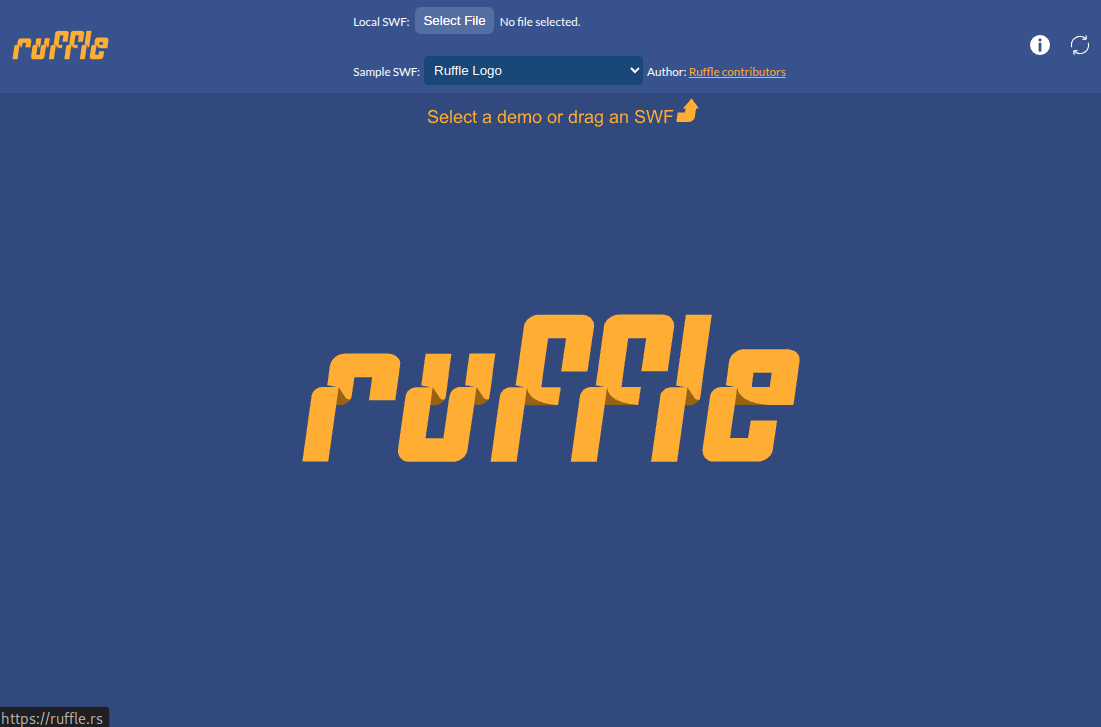 ruffle
Local SWF: Select File No file selected.
Sample SWF: Ruffle Logo Author: Ruffle contributors
Select a demo or drag an SWF
ruffle
https://ruffle.rs